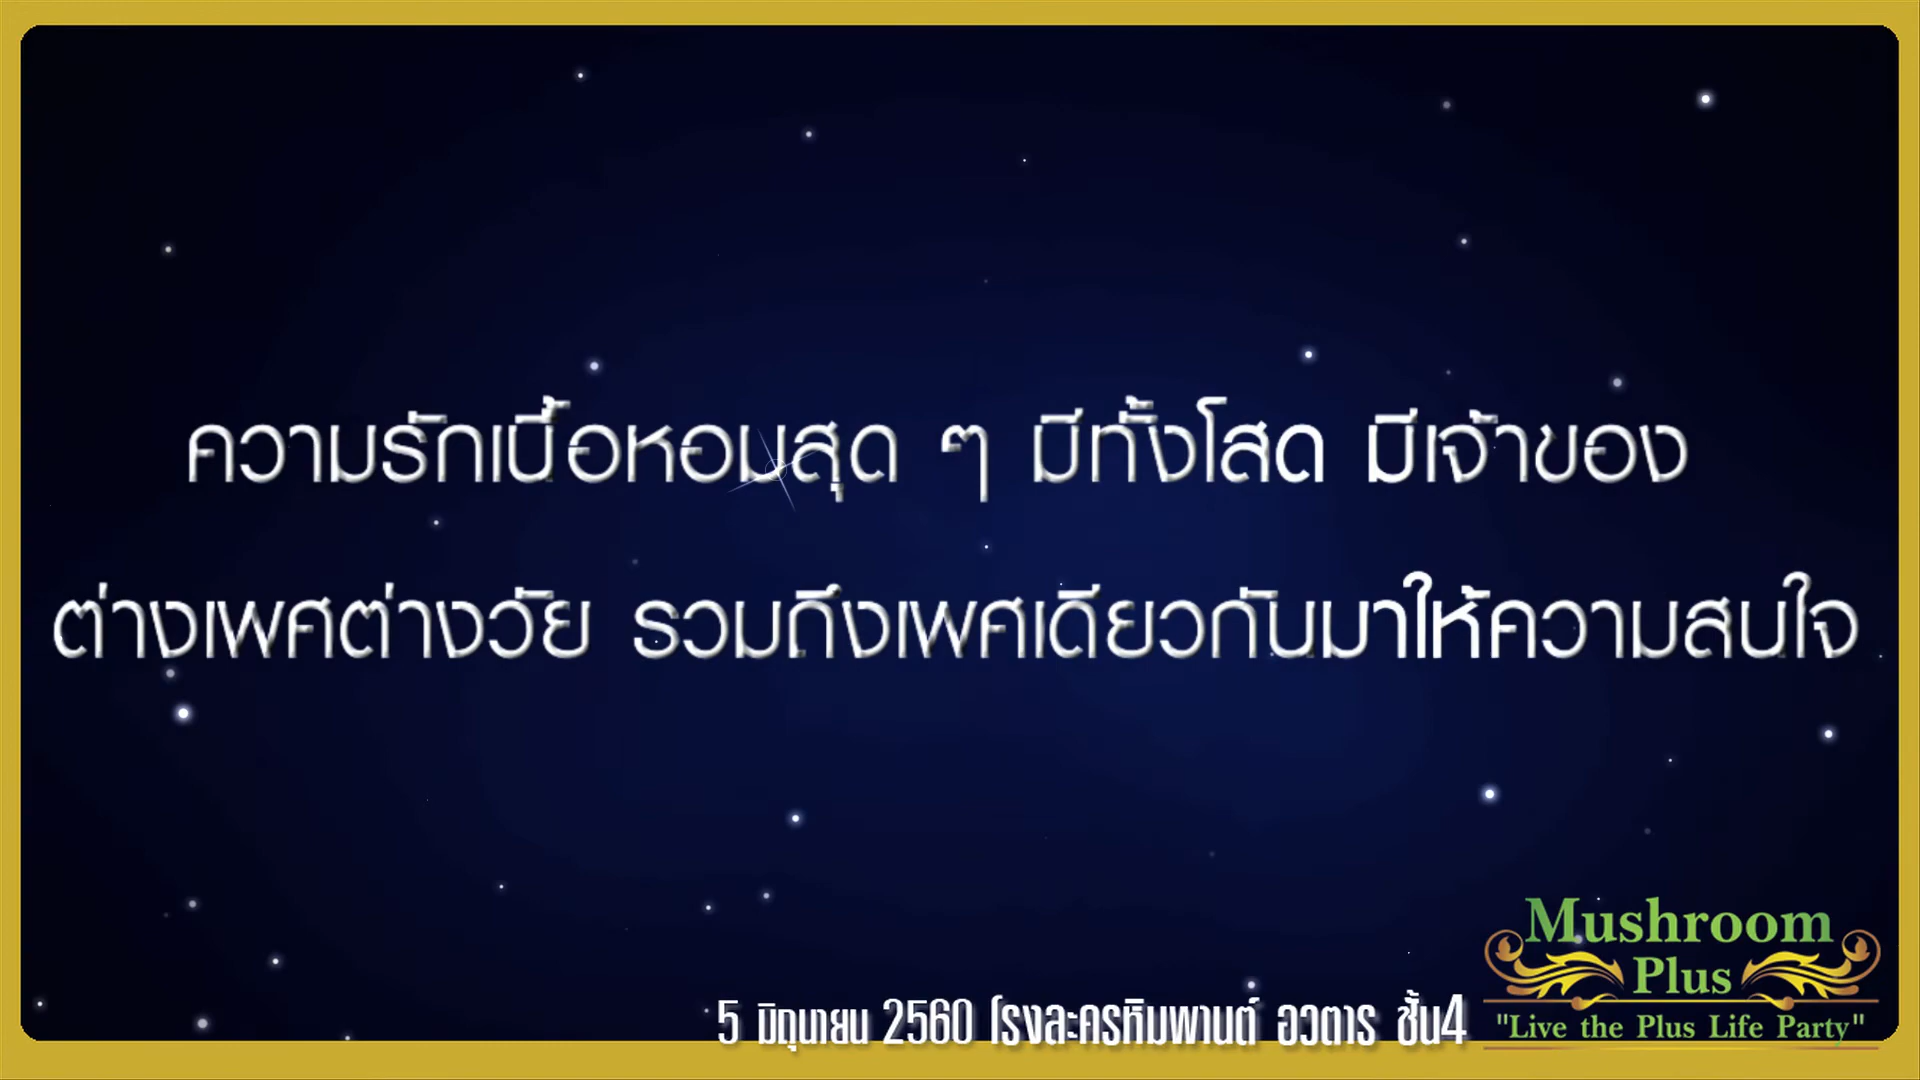 ความรักเนื้อหอมสุด ๆ มีทั้งโสด มีเจ้าของ
ต่างเพศต่างวัย รวมถึงเพศเดียวกันมาให้ความสนใจ
5 มิถุนายน 2560 โรงละครหิมพานต์ อวตาร ชั้น4
Mushroom
Plus
"Live the Plus Life Party"